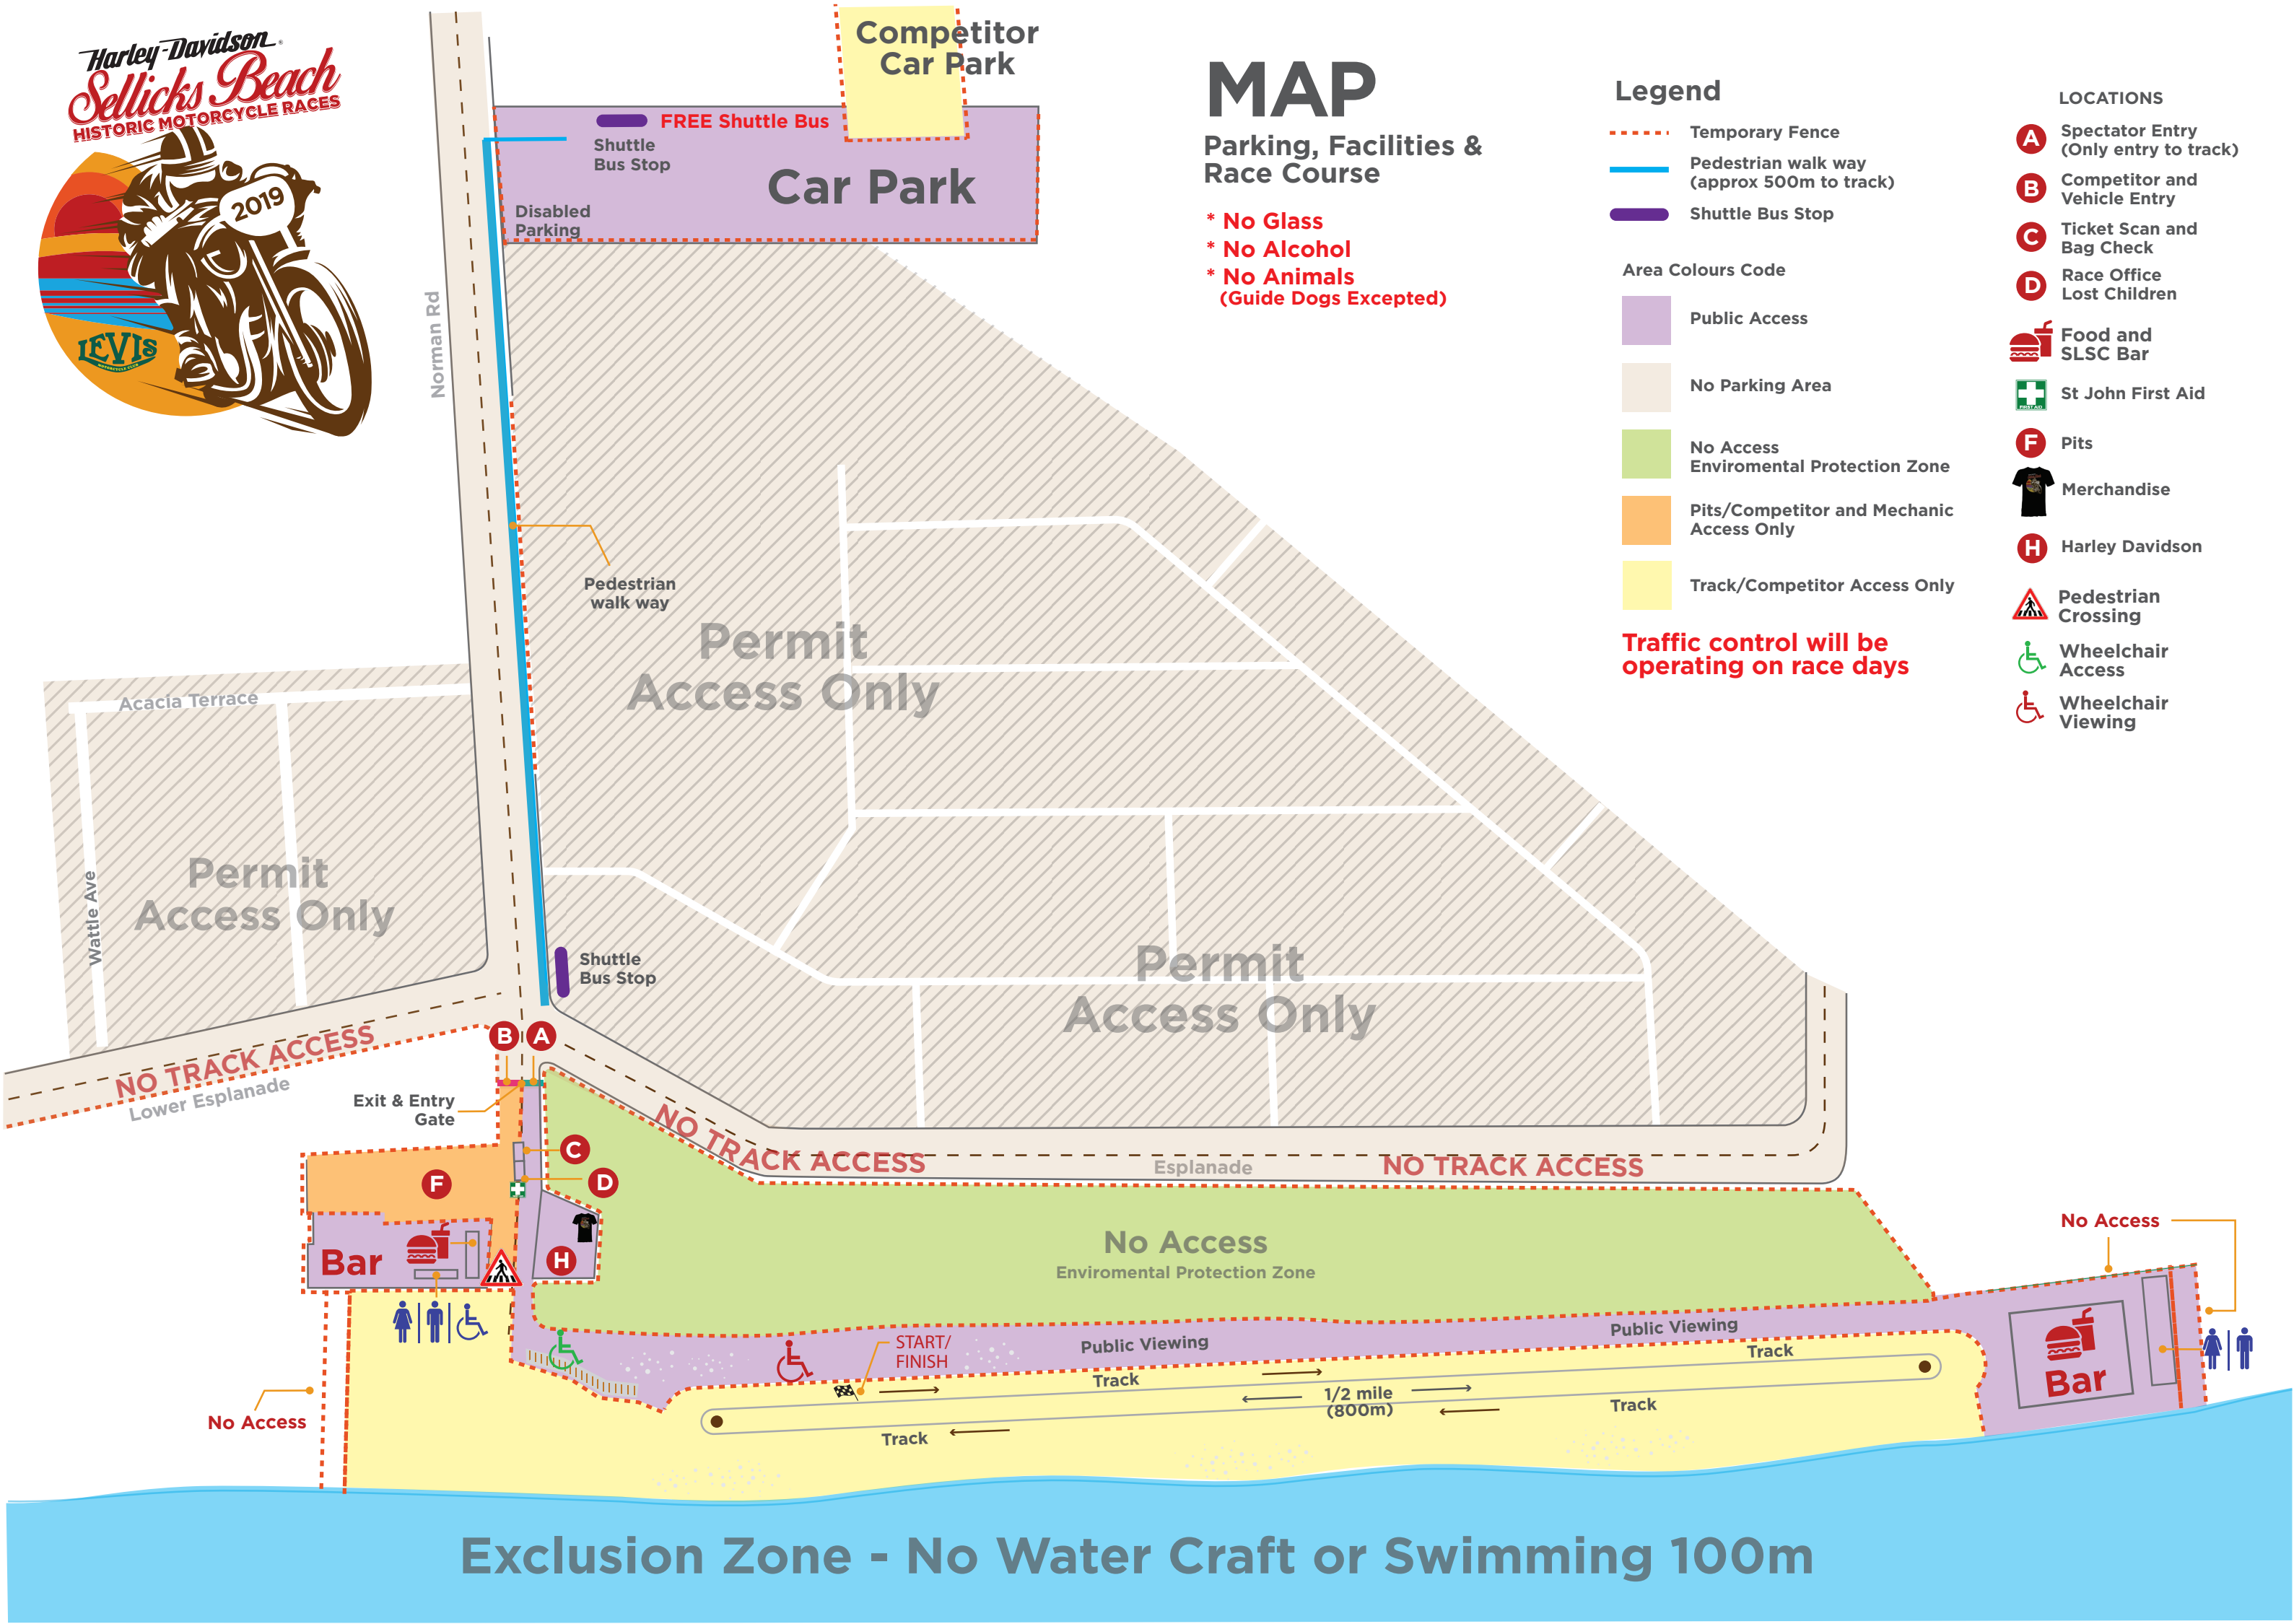 Harley-Davidson
Sellicks Beach
HISTORIC MOTORCYCLE RACES
2019
LEVIS
MOTORCYCLE CLUB
Competitor
Car Park
FREE Shuttle Bus
Shuttle
Bus Stop
Car Park
Disabled
Parking
MAP
Parking, Facilities &
Race Course
* No Glass
* No Alcohol
* No Animals
(Guide Dogs Excepted)
Legend
Temporary Fence
Pedestrian walk way
(approx 500m to track)
Shuttle Bus Stop
Area Colours Code
Public Access
No Parking Area
No Access
Enviromental Protection Zone
Pits/Competitor and Mechanic
Access Only
Track/Competitor Access Only
Traffic control will be
operating on race days
LOCATIONS
A Spectator Entry
(Only entry to track)
B Competitor and
Vehicle Entry
C Ticket Scan and
Bag Check
D Race Office
Lost Children
Food and
SLSC Bar
FIRST AID
St John First Aid
F Pits
Merchandise
H Harley Davidson
Pedestrian
Crossing
Wheelchair
Access
Wheelchair
Viewing
Norman Rd
Pedestrian
walk way
Permit
Access Only
Acacia Terrace
Wattle Ave
Permit
Access Only
Shuttle
Bus Stop
Permit
Access Only
NO TRACK ACCESS
Lower Esplanade
B A
Exit & Entry
Gate
C
D
F
H
Bar
NO TRACK ACCESS
Esplanade
NO TRACK ACCESS
No Access
Enviromental Protection Zone
No Access
Public Viewing
Public Viewing
START/
FINISH
Track
Track
1/2 mile
(800m)
Track
Track
Bar
No Access
Exclusion Zone - No Water Craft or Swimming 100m